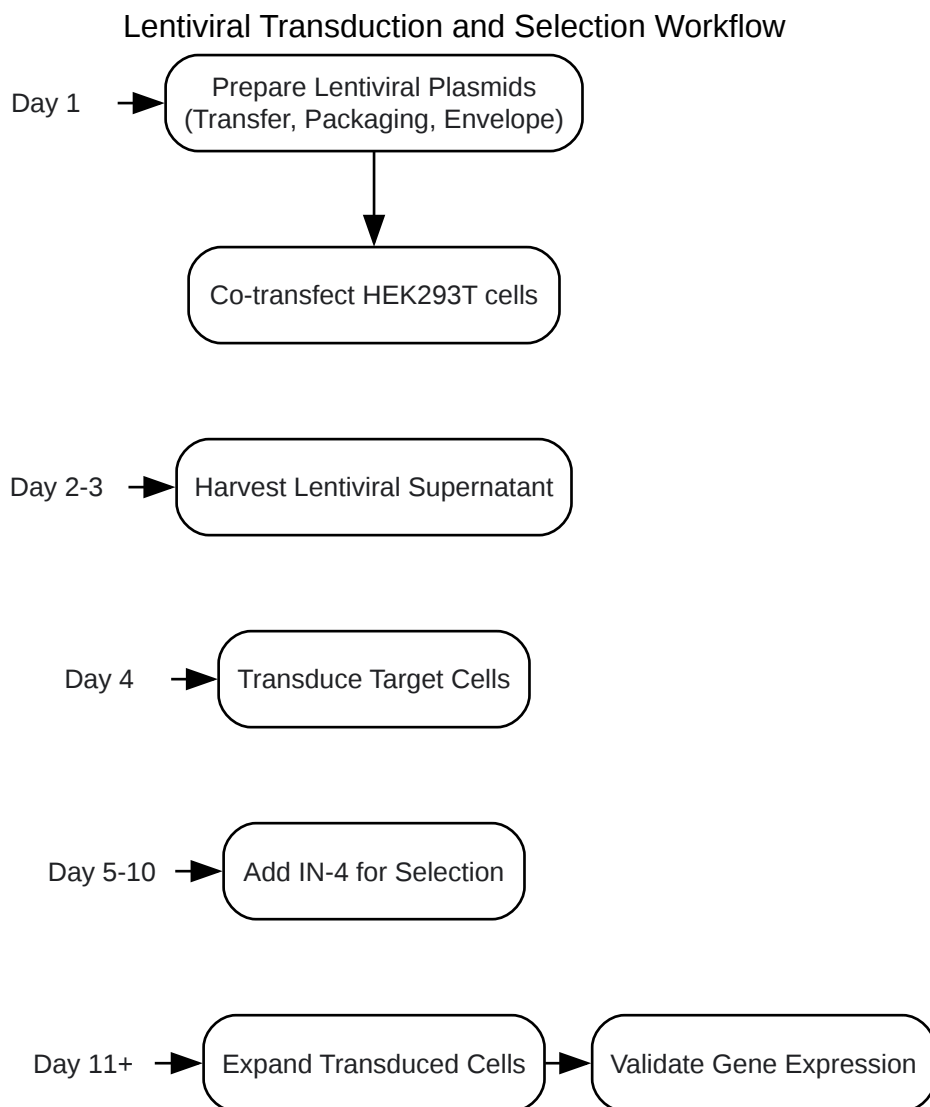 Lentiviral Transduction and Selection Workflow
Day 1
Prepare Lentiviral Plasmids
(Transfer, Packaging, Envelope)
Co-transfect HEK293T cells
Day 2-3
Harvest Lentiviral Supernatant
Day 4
Transduce Target Cells
Day 5-10
Add IN-4 for Selection
Day 11+
Expand Transduced Cells
Validate Gene Expression